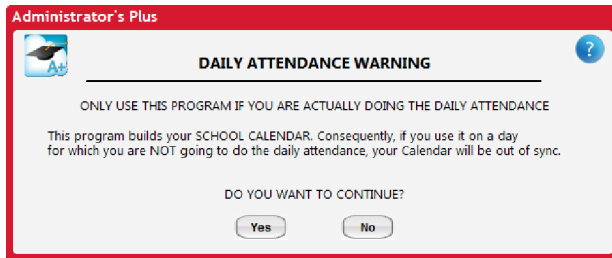 Administrator's Plus
A+
?
DAILY ATTENDANCE WARNING
ONLY USE THIS PROGRAM IF YOU ARE ACTUALLY DOING THE DAILY ATTENDANCE
This program builds your SCHOOL CALENDAR. Consequently, if you use it on a day
for which you are NOT going to do the daily attendance, your Calendar will be out of sync.
DO YOU WANT TO CONTINUE?
Yes No